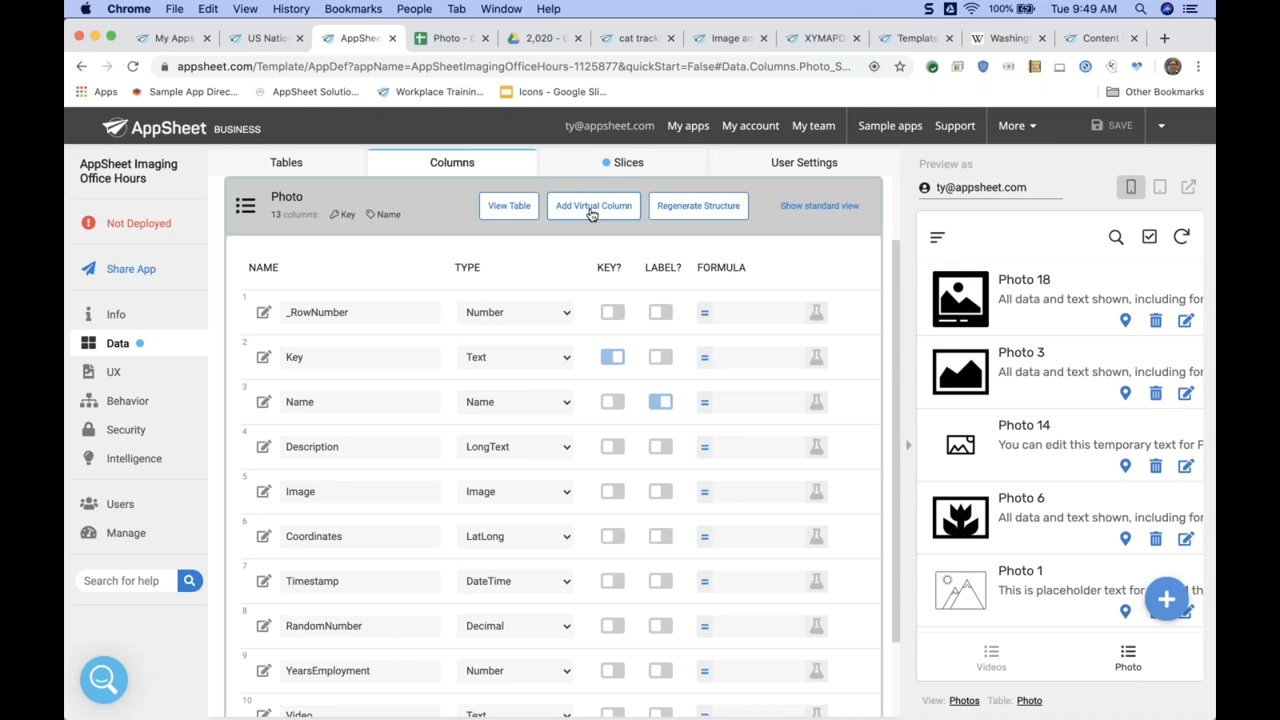 Chrome File Edit View History Bookmarks People Tab Window Help 100% Tue 9:49 AM
My Apps US Natio AppShee Photo - G 2,020 - G cat track Image an XYMAPD Template Washing Content
appsheet.com/Template/AppDef?appName=AppSheetImagingOfficeHours-1125877&quickStart=False#Data.Columns.Photo_S...
Apps Sample App Direc... AppSheet Solutio... Workplace Trainin... Icons - Google Sli... Other Bookmarks
AppSheet BUSINESS ty@appsheet.com My apps My account My team Sample apps Support More SAVE
AppSheet Imaging
Office Hours
Not Deployed
Share App
Info
Data
UX
Behavior
Security
Intelligence
Users
Manage
Search for help
Tables Columns Slices User Settings
Photo
13 columns: Key Name
View Table Add Virtual Column Regenerate Structure Show standard view
NAME TYPE KEY? LABEL? FORMULA
1
_RowNumber Number =
2
Key Text =
3
Name Name =
4
Description LongText =
5
Image Image =
6
Coordinates LatLong =
7
Timestamp DateTime =
8
RandomNumber Decimal =
9
YearsEmployment Number =
10
Video Text =
Preview as
ty@appsheet.com
Photo 18
All data and text shown, including for
Photo 3
All data and text shown, including for
Photo 14
You can edit this temporary text for P
Photo 6
All data and text shown, including for
Photo 1
This is placeholder text for
+
Videos Photo
View: Photos Table: Photo